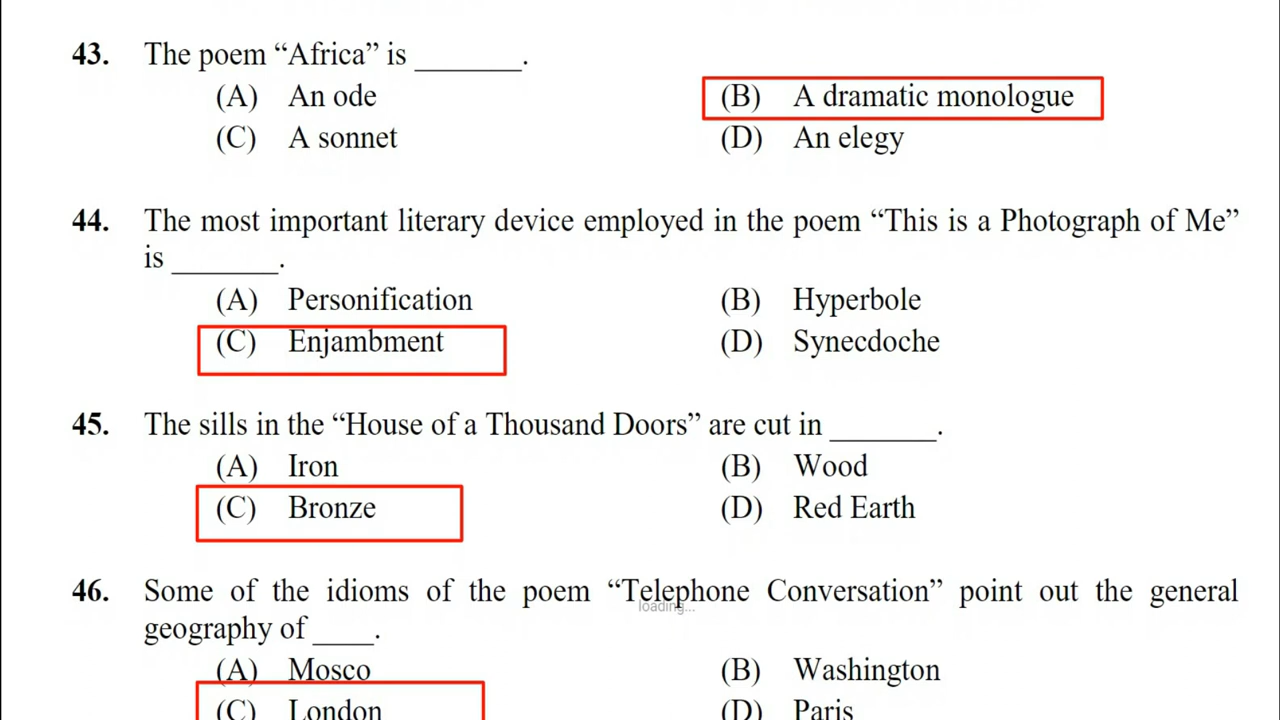 43. The poem “Africa” is _______.
(A) An ode (B) A dramatic monologue
(C) A sonnet (D) An elegy
44. The most important literary device employed in the poem “This is a Photograph of Me”
is _______.
(A) Personification (B) Hyperbole
(C) Enjambment (D) Synecdoche
45. The sills in the “House of a Thousand Doors” are cut in _______.
(A) Iron (B) Wood
(C) Bronze (D) Red Earth
46. Some of the idioms of the poem “Telephone Conversation” point out the general
loading...
geography of ____.
(A) Mosco (B) Washington
(C) London (D) Paris